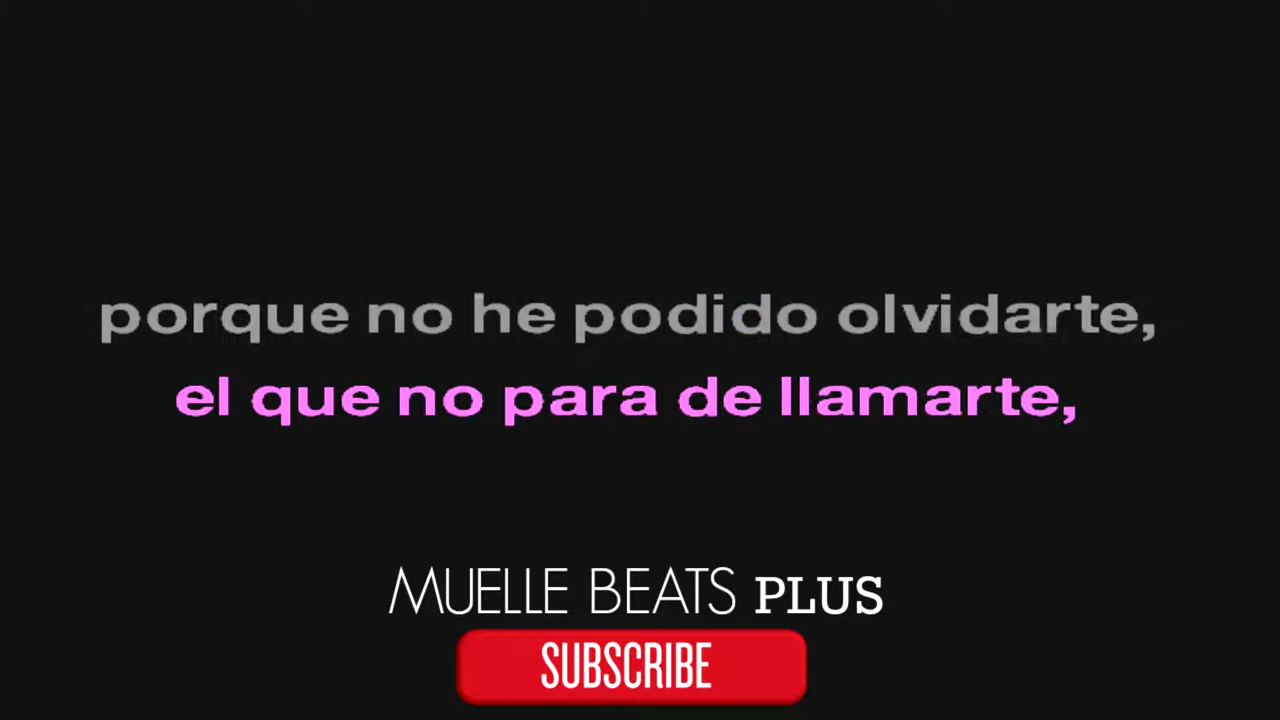 porque no he podido olvidarte,
el que no para de llamarte,
MUELLE BEATS PLUS
SUBSCRIBE